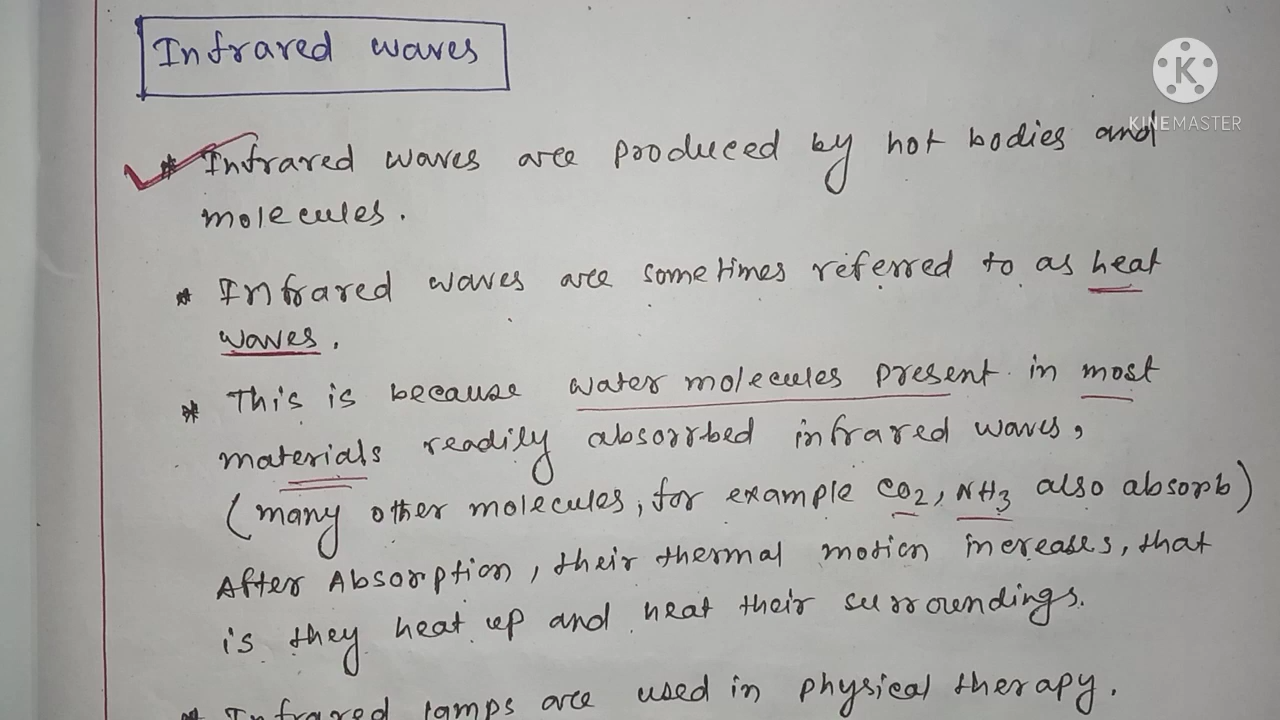 Infrared waves
K
KINEMASTER
* Infrared waves are produced by hot bodies and
molecules.
* Infrared waves are sometimes referred to as heat
waves.
* This is because water molecules present in most
materials readily absorbed infrared waves,
(many other molecules, for example CO2, NH3 also absorb)
After Absorption, their thermal motion increases, that
is they heat up and heat their surroundings.
* Infrared lamps are used in physical therapy.